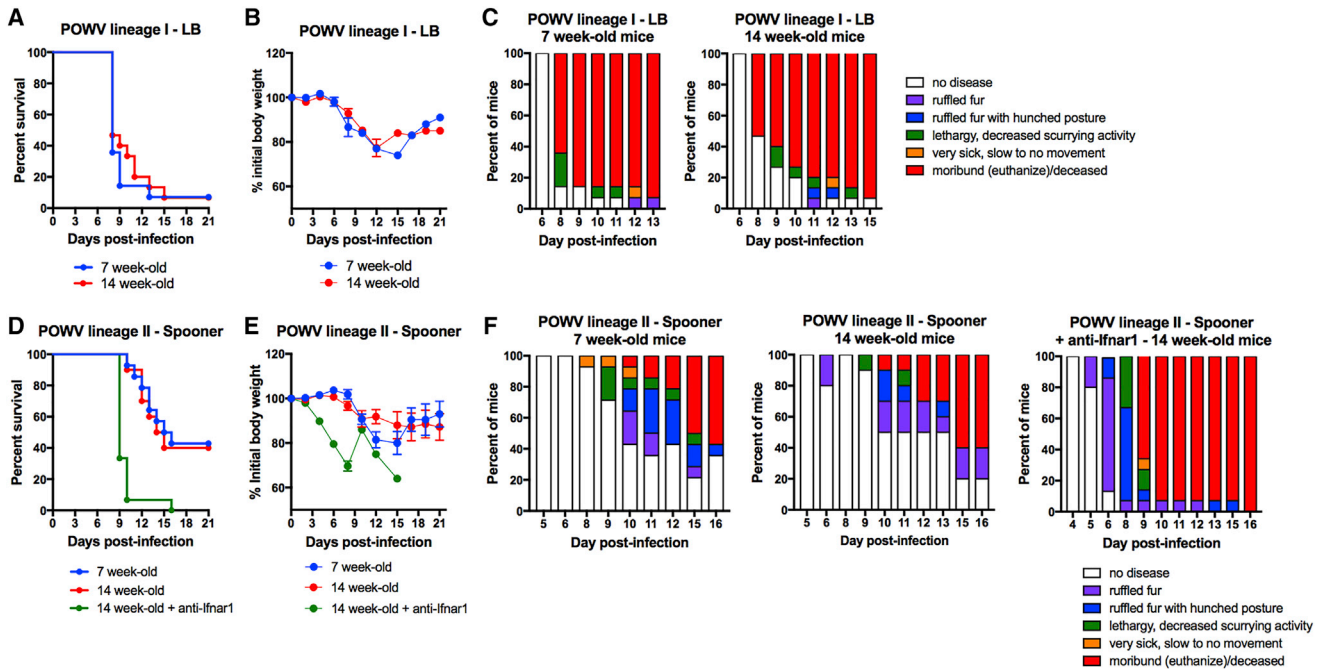 A
POWV lineage I - LB
Percent survival
100
80
60
40
20
0
0 3 6 9 12 15 18 21
Days post-infection
7 week-old
14 week-old
B
POWV lineage I - LB
% initial body weight
120
100
80
60
0 3 6 9 12 15 18 21
Days post-infection
7 week-old
14 week-old
C
POWV lineage I - LB
7 week-old mice
Percent of mice
100
80
60
40
20
0
6 8 9 10 11 12 13
Day post-infection
POWV lineage I - LB
14 week-old mice
Percent of mice
100
80
60
40
20
0
6 8 9 10 11 12 13 15
Day post-infection
no disease
ruffled fur
ruffled fur with hunched posture
lethargy, decreased scurrying activity
very sick, slow to no movement
moribund (euthanize)/deceased
D
POWV lineage II - Spooner
Percent survival
100
80
60
40
20
0
0 3 6 9 12 15 18 21
Days post-infection
7 week-old
14 week-old
14 week-old + anti-Ifnar1
E
POWV lineage II - Spooner
% Initial body weight
120
100
80
60
0 3 6 9 12 15 18 21
Days post-infection
7 week-old
14 week-old
14 week-old + anti-Ifnar1
F
POWV lineage II - Spooner
7 week-old mice
Percent of mice
100
80
60
40
20
0
5 6 8 9 10 11 12 15 16
Day post-infection
POWV lineage II - Spooner
14 week-old mice
Percent of mice
100
80
60
40
20
0
5 6 8 9 10 11 12 13 15 16
Day post-infection
POWV lineage II - Spooner
+ anti-Ifnar1 - 14 week-old mice
Percent of mice
100
80
60
40
20
0
4 5 6 8 9 10 11 12 13 15 16
Day post-infection
no disease
ruffled fur
ruffled fur with hunched posture
lethargy, decreased scurrying activity
very sick, slow to no movement
moribund (euthanize)/deceased